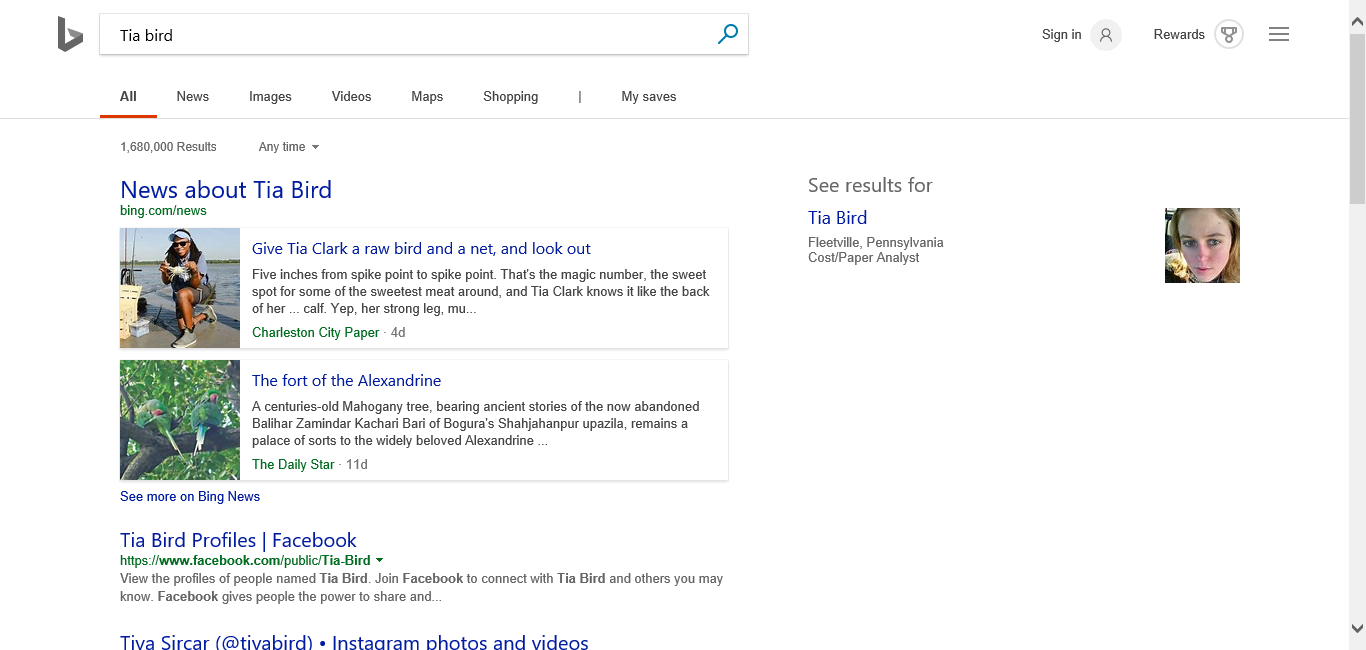 Tia bird
Sign in
Rewards
All
News
Images
Videos
Maps
Shopping
|
My saves
1,680,000 Results
Any time
News about Tia Bird
bing.com/news
Give Tia Clark a raw bird and a net, and look out
Five inches from spike point to spike point. That's the magic number, the sweet
spot for some of the sweetest meat around, and Tia Clark knows it like the back
of her ... calf. Yep, her strong leg, mu...
Charleston City Paper · 4d
The fort of the Alexandrine
A centuries-old Mahogany tree, bearing ancient stories of the now abandoned
Balihar Zamindar Kachari Bari of Bogura's Shahjahanpur upazila, remains a
palace of sorts to the widely beloved Alexandrine ...
The Daily Star · 11d
See more on Bing News
Tia Bird Profiles | Facebook
https://www.facebook.com/public/Tia-Bird
View the profiles of people named Tia Bird. Join Facebook to connect with Tia Bird and others you may
know. Facebook gives people the power to share and...
Tiya Sircar (@tiyabird) • Instagram photos and videos
See results for
Tia Bird
Fleetville, Pennsylvania
Cost/Paper Analyst